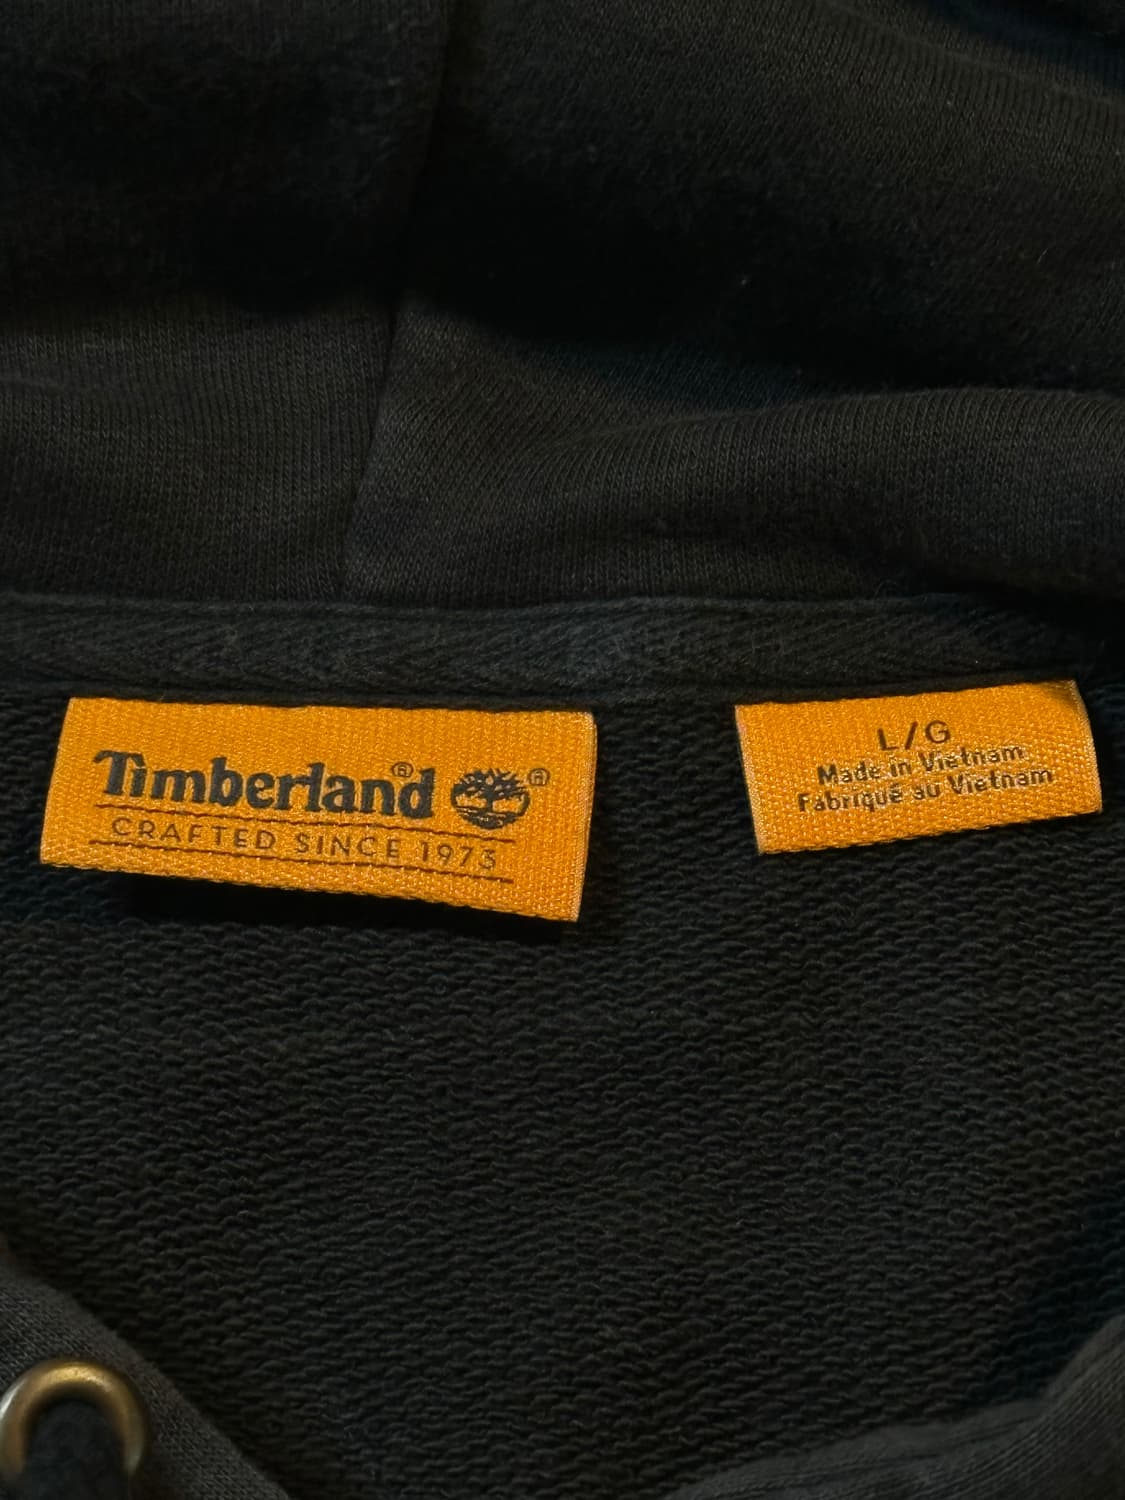 Timberland®
®
CRAFTED SINCE 1973
L/G
Made in Vietnam
Fabriqué au Vietnam